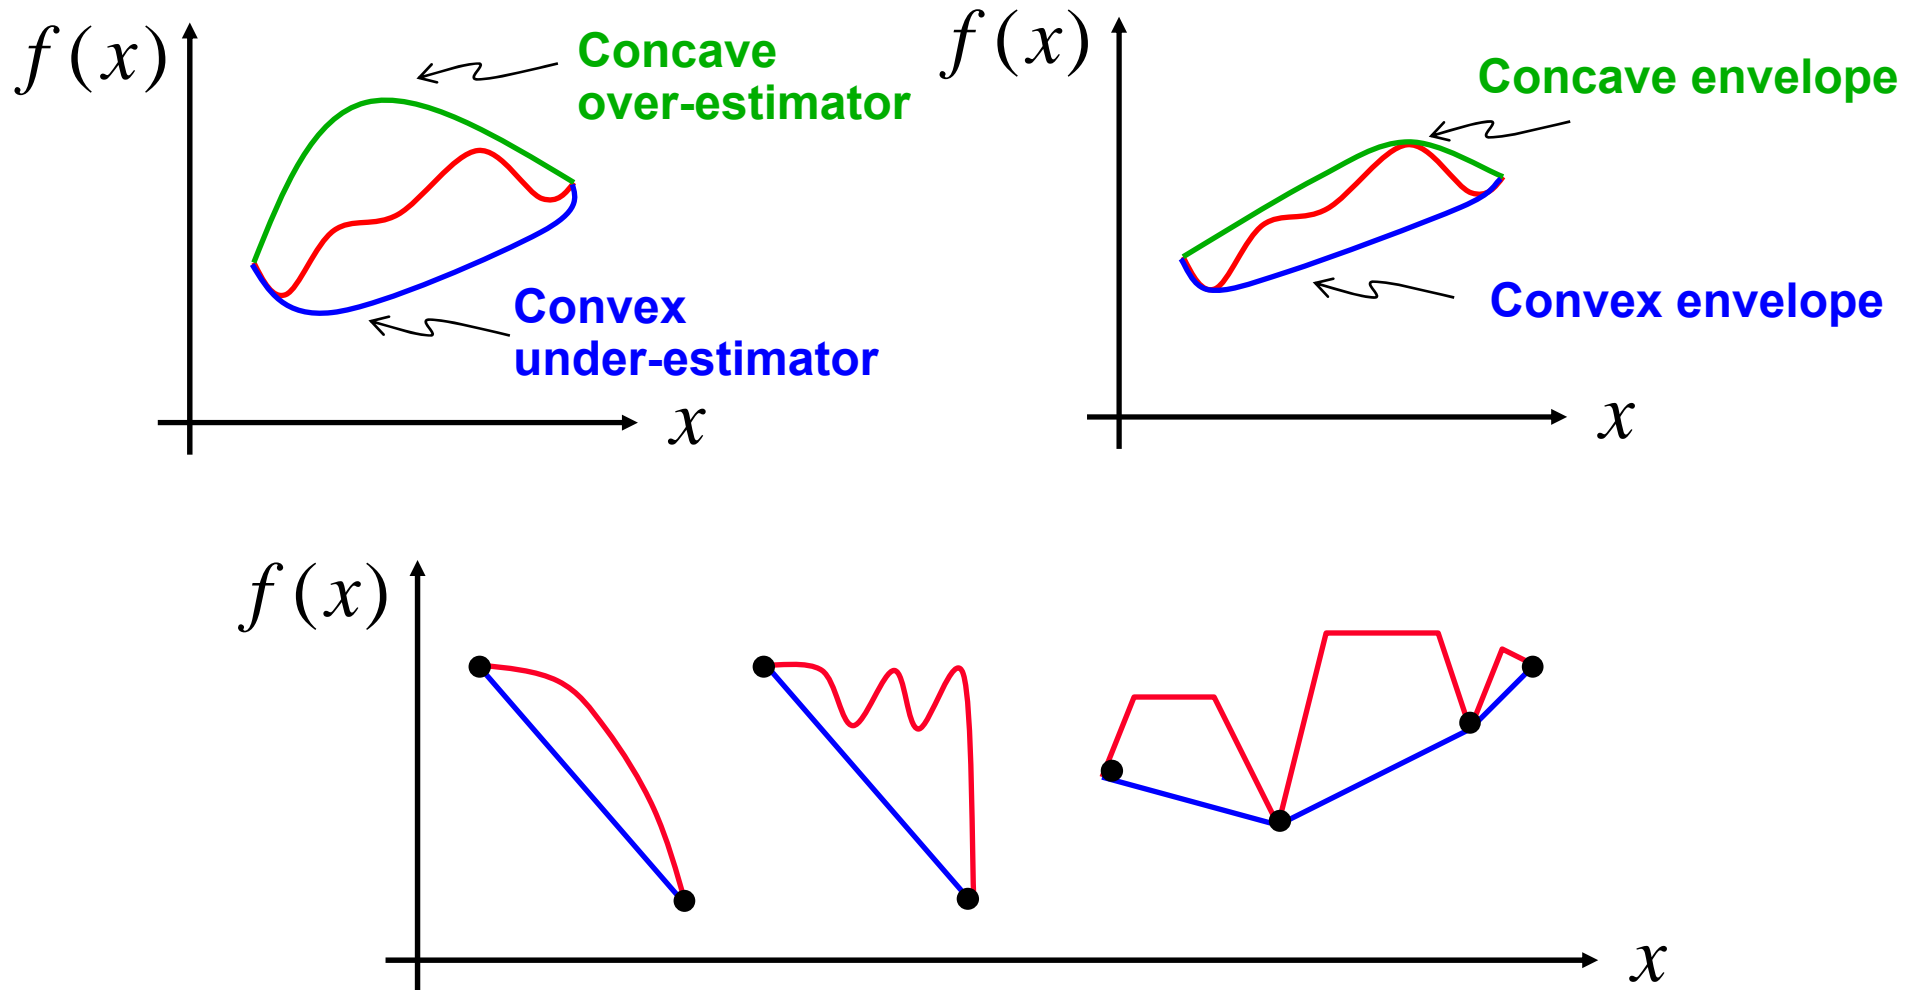 f(x)
Concave
over-estimator
Convex
under-estimator
x
f(x)
Concave envelope
Convex envelope
x
f(x)
x